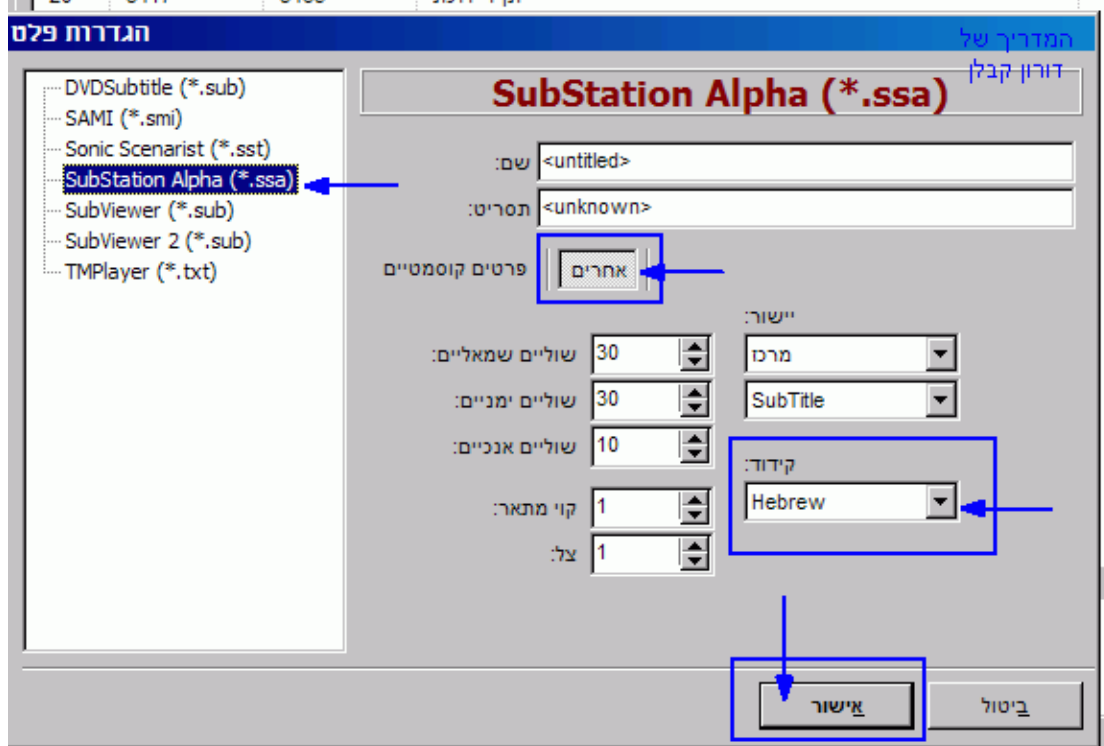 הגדרות פלט
המדריך של
דורון קבלן
DVDSubtitle (*.sub)
SAMI (*.smi)
Sonic Scenarist (*.sst)
SubStation Alpha (*.ssa)
SubViewer (*.sub)
SubViewer 2 (*.sub)
TMPlayer (*.txt)
SubStation Alpha (*.ssa)
שם: <untitled>
תסריט: <unknown>
פרטים קוסמטיים אחרים
יישור:
שוליים שמאליים: 30
מרכז
שוליים ימניים: 30
SubTitle
שוליים אנכיים: 10
קידוד:
Hebrew
קוי מתאר: 1
צל: 1
אישור
ביטול